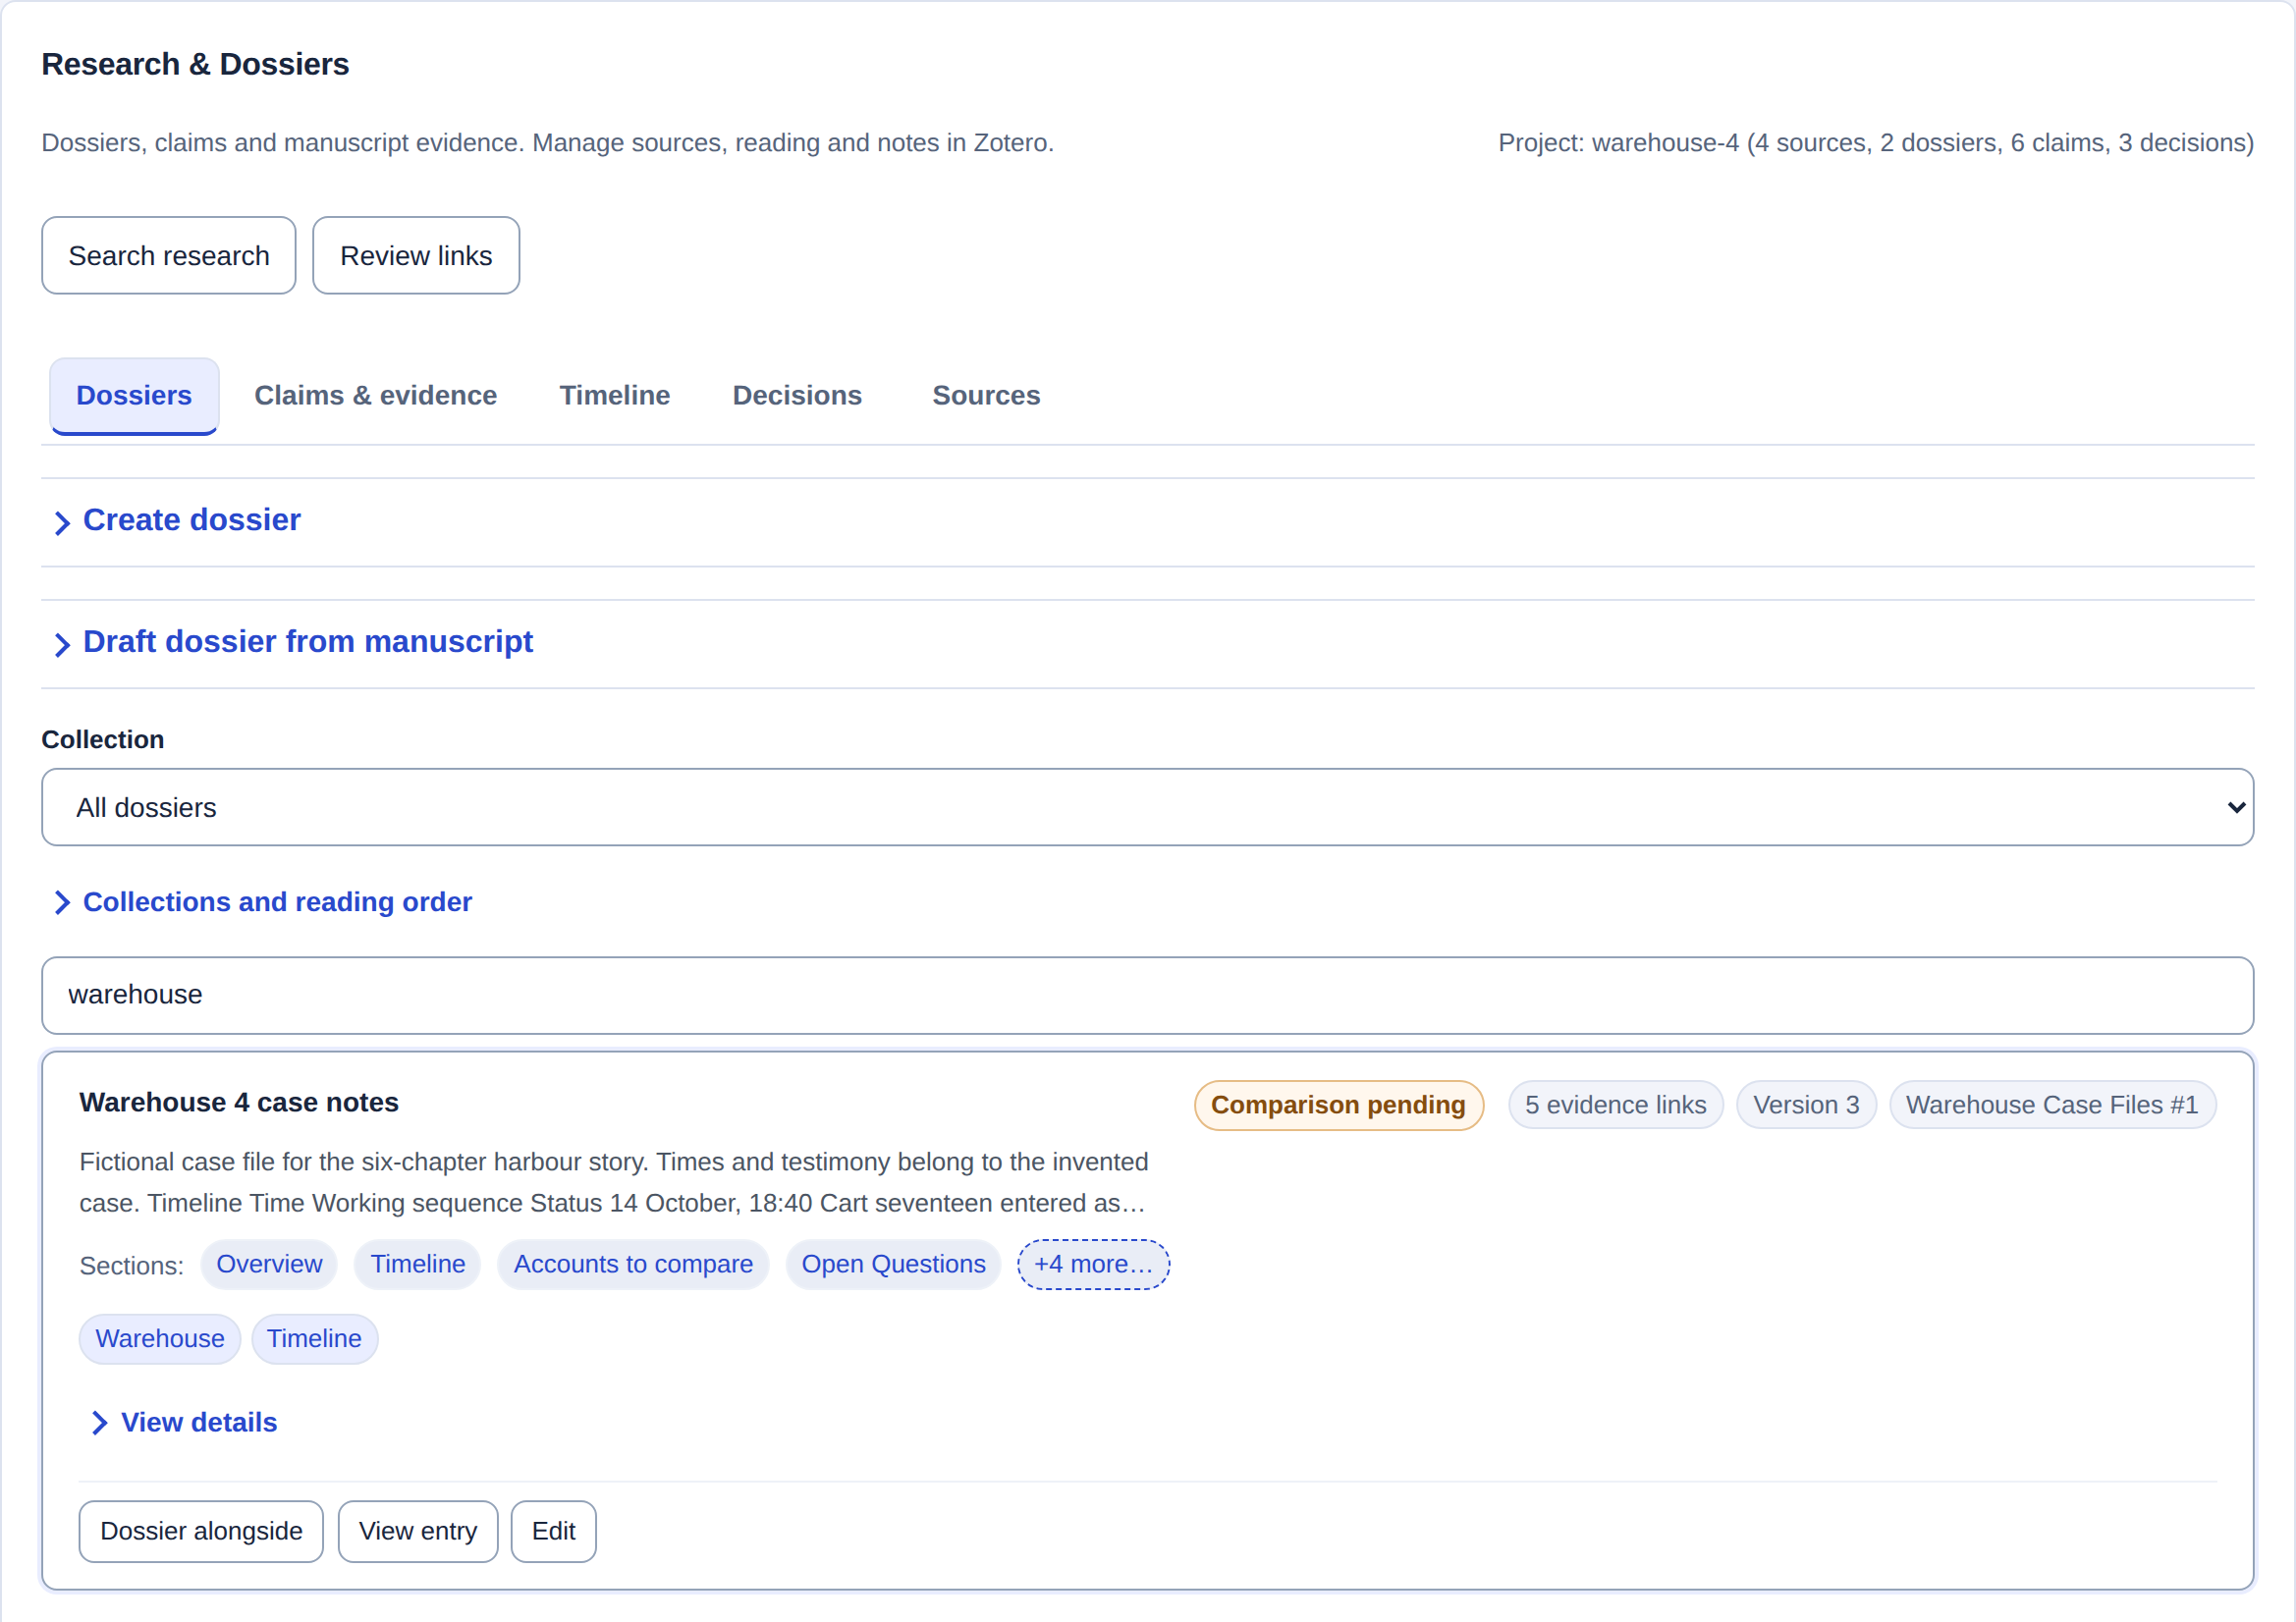 Research & Dossiers
Dossiers, claims and manuscript evidence. Manage sources, reading and notes in Zotero.
Project: warehouse-4 (4 sources, 2 dossiers, 6 claims, 3 decisions)
Search research
Review links
Dossiers
Claims & evidence
Timeline
Decisions
Sources
Create dossier
Draft dossier from manuscript
Collection
All dossiers
Collections and reading order
warehouse
Warehouse 4 case notes
Comparison pending
5 evidence links
Version 3
Warehouse Case Files #1
Fictional case file for the six-chapter harbour story. Times and testimony belong to the invented
case. Timeline Time Working sequence Status 14 October, 18:40 Cart seventeen entered as…
Sections:
Overview
Timeline
Accounts to compare
Open Questions
+4 more…
Warehouse
Timeline
View details
Dossier alongside
View entry
Edit